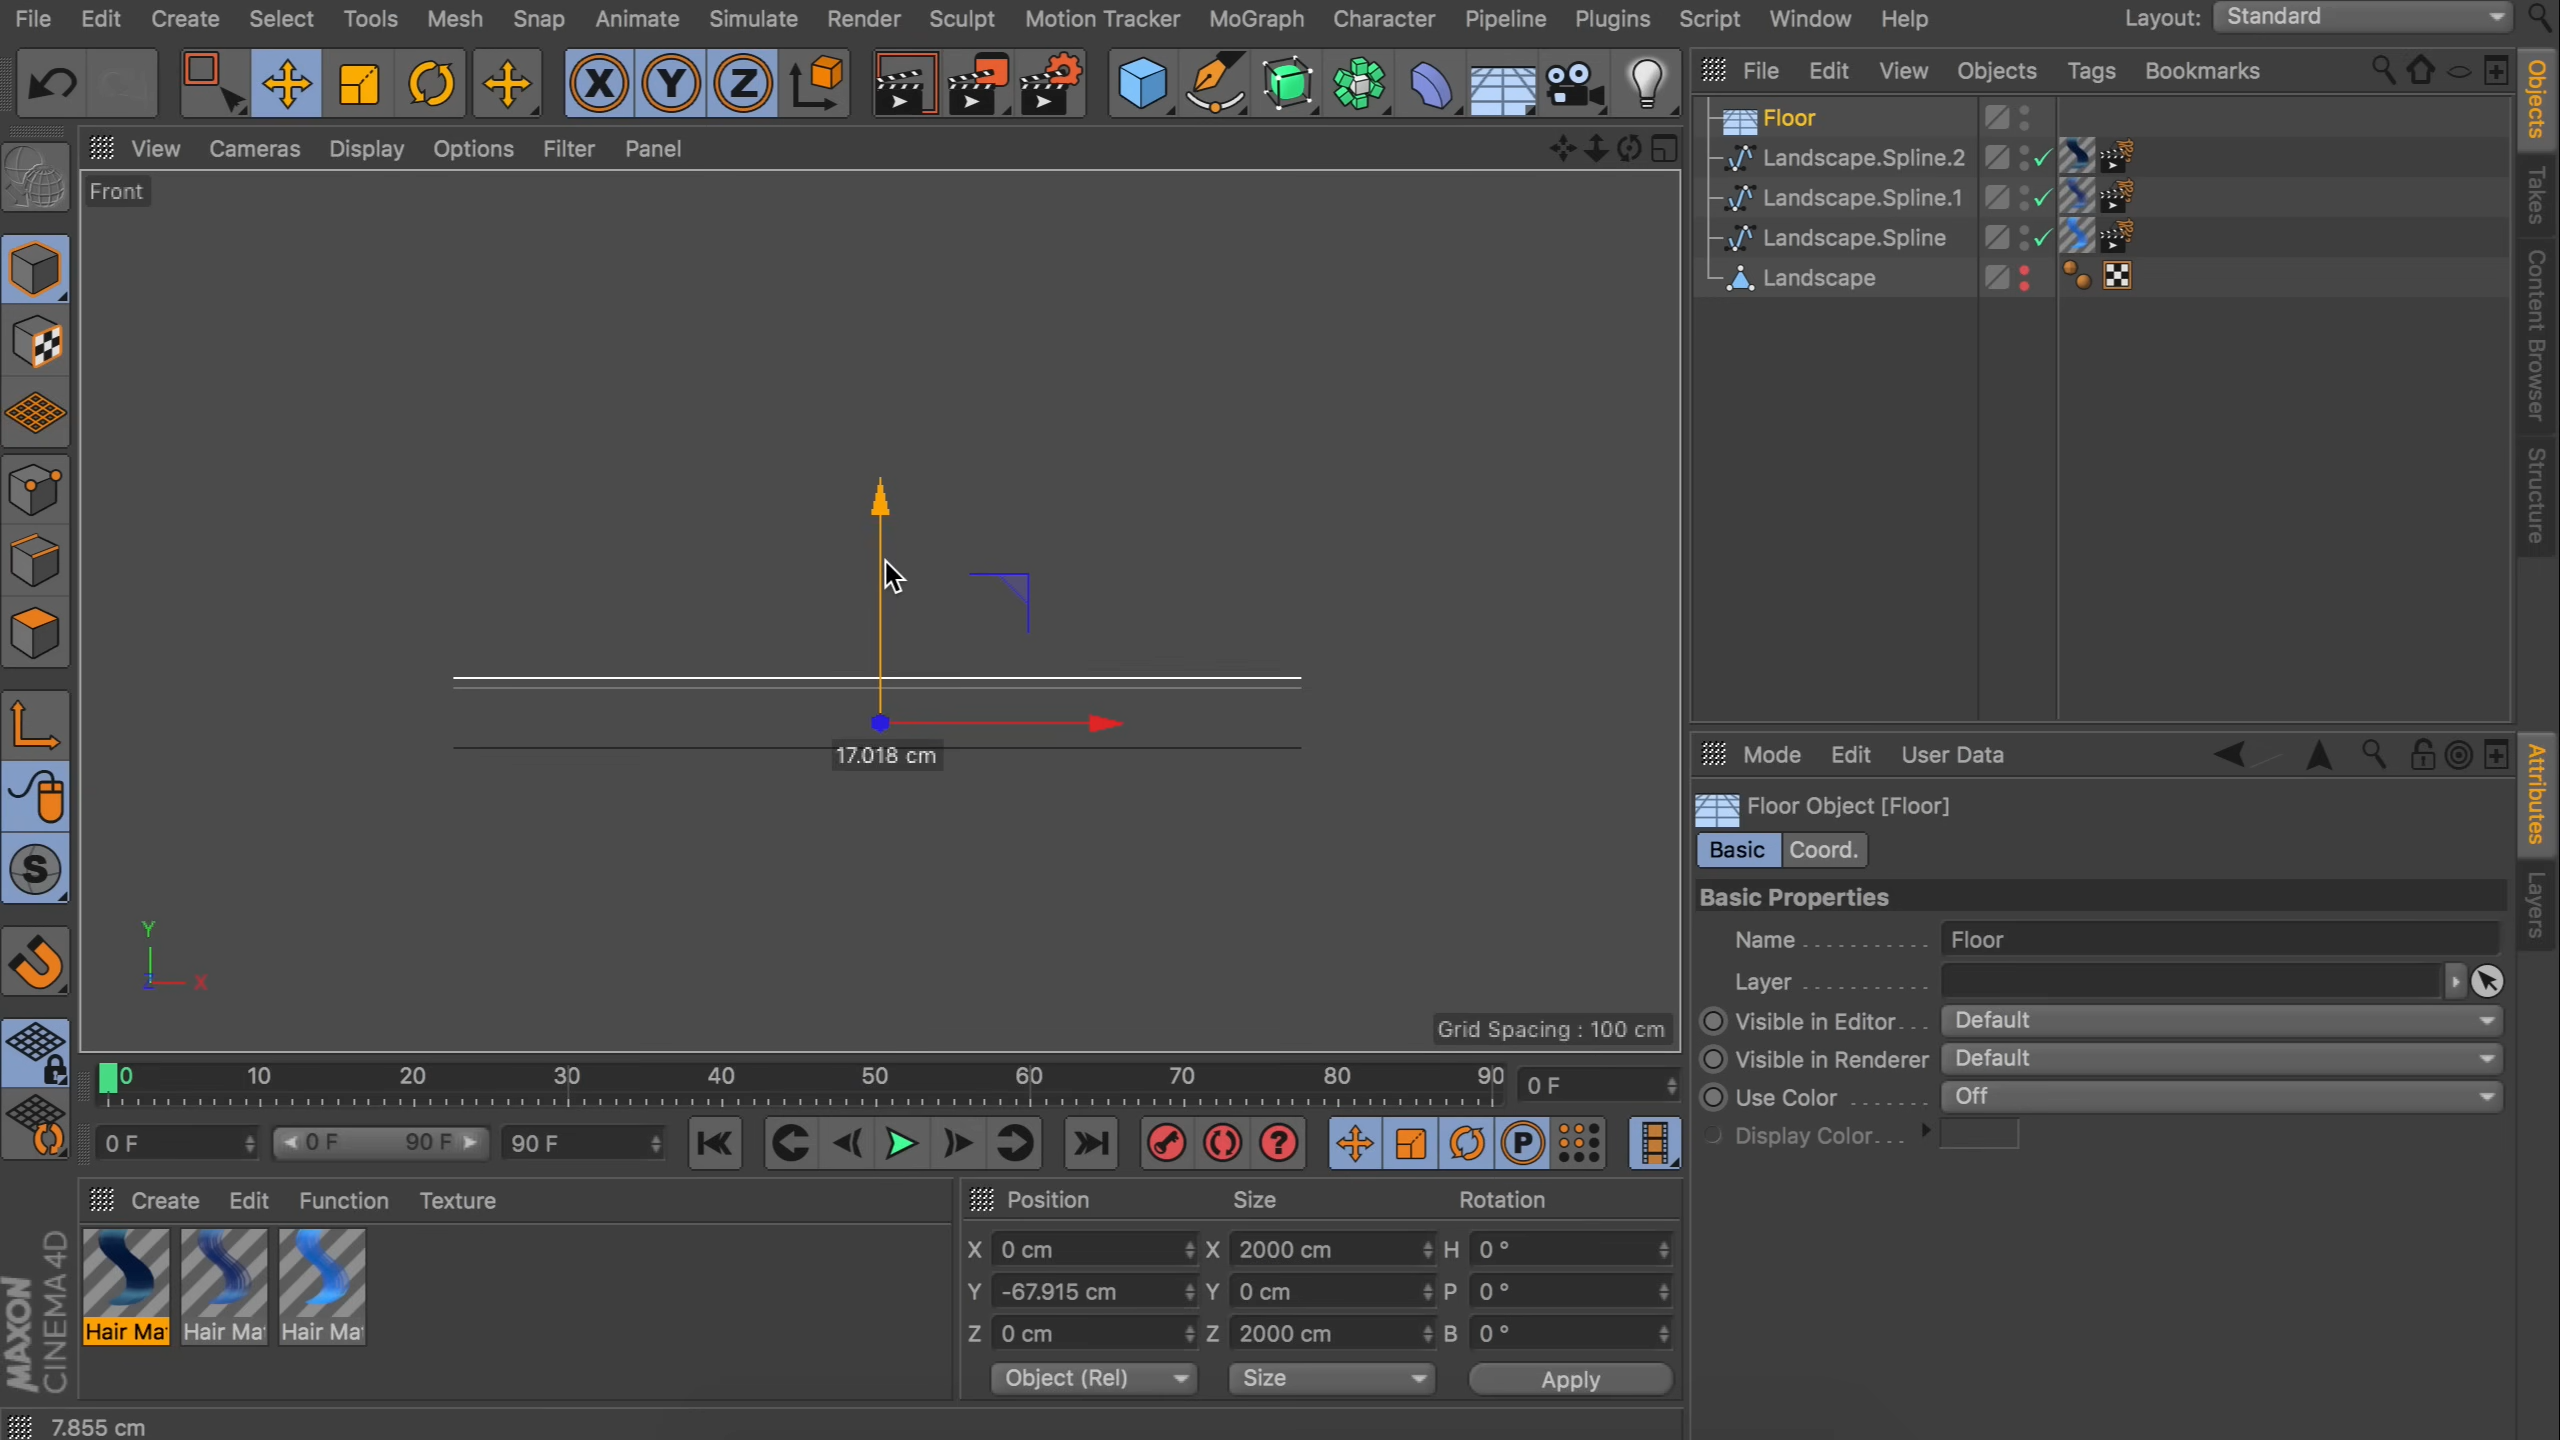 File Edit Create Select Tools Mesh Snap Animate Simulate Render Sculpt Motion Tracker MoGraph Character Pipeline Plugins Script Window Help Layout: Standard
X Y Z
File Edit View Objects Tags Bookmarks
Objects
Takes
Content Browser
Structure
View Cameras Display Options Filter Panel
Front
Floor
Landscape.Spline.2
Landscape.Spline.1
Landscape.Spline
Landscape
17.018 cm
Y
Z X
Grid Spacing : 100 cm
S
Mode Edit User Data
Attributes
Layers
Floor Object [Floor]
Basic Coord.
Basic Properties
Name Floor
Layer
Visible in Editor Default
Visible in Renderer Default
Use Color Off
Display Color
0 10 20 30 40 50 60 70 80 90 0 F
0 F 0 F 90 F 90 F ? P
Create Edit Function Texture
Hair Ma Hair Ma Hair Ma
Position Size Rotation
X 0 cm X 2000 cm H 0 °
Y -67.915 cm Y 0 cm P 0 °
Z 0 cm Z 2000 cm B 0 °
Object (Rel) Size Apply
MAXON
CINEMA 4D
7.855 cm